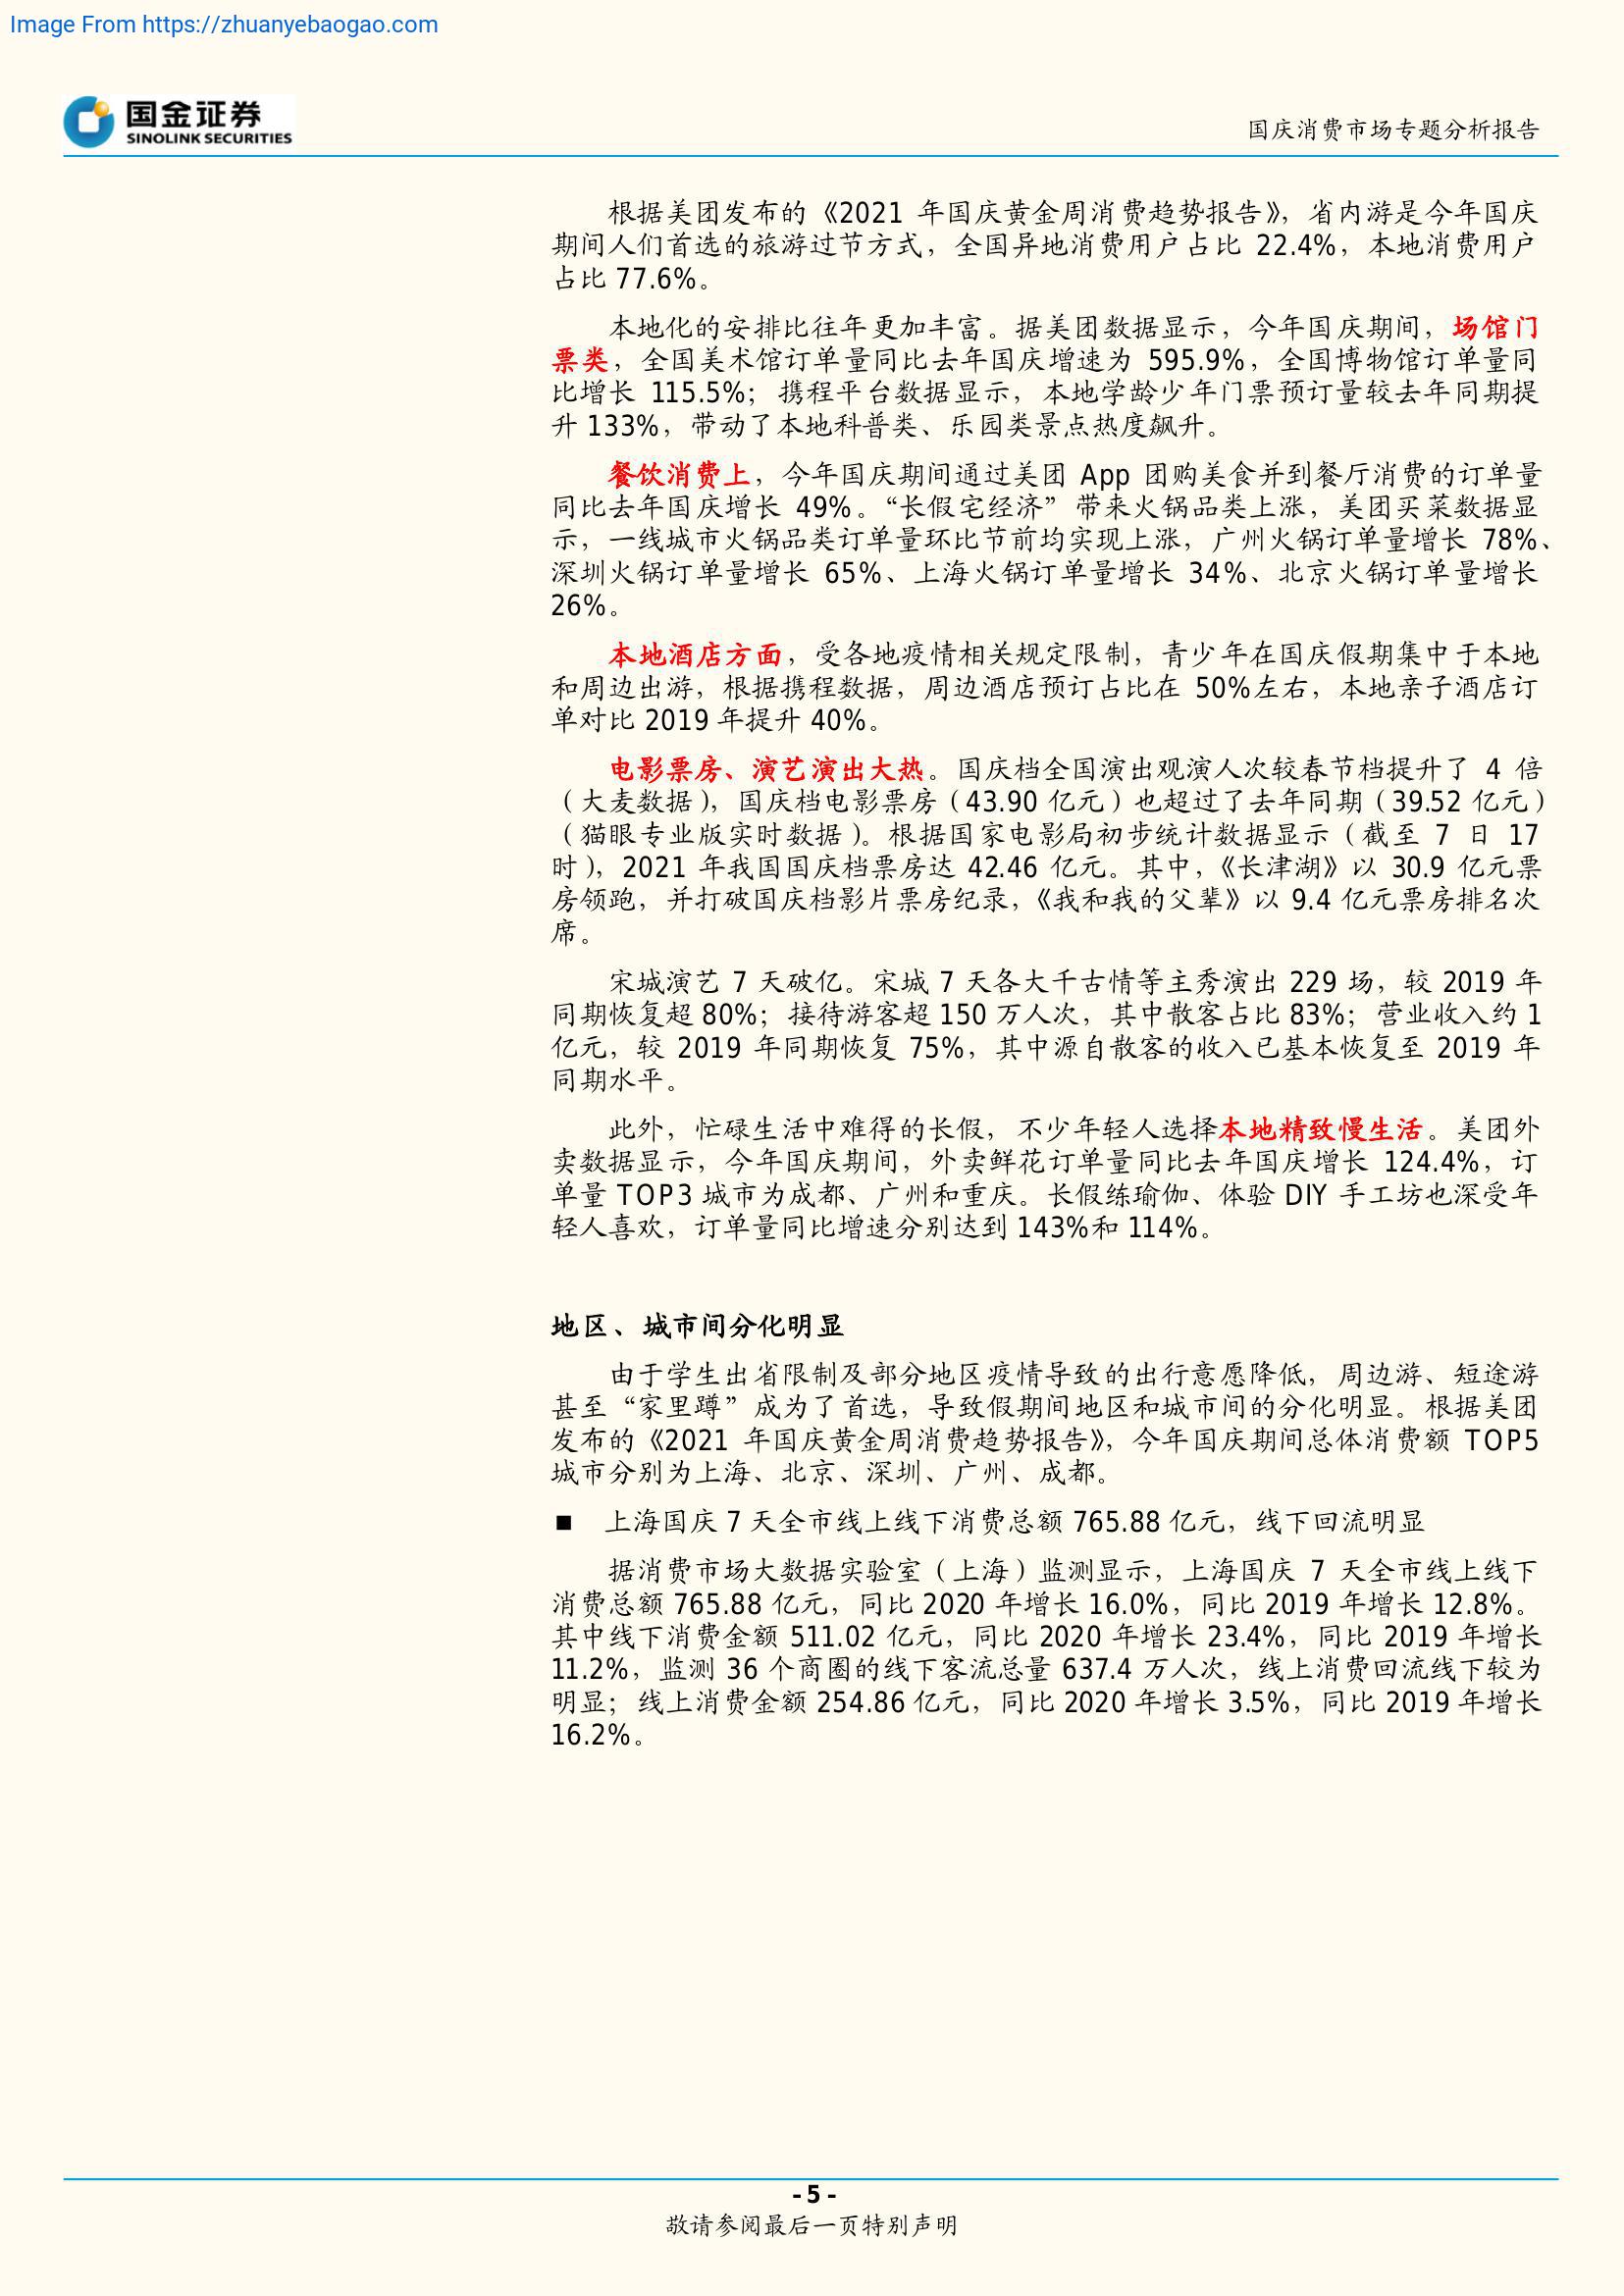 Image From https://zhuanyebaogao.com
国金证券
SINOLINK SECURITIES
国庆消费市场专题分析报告
根据美团发布的《2021 年国庆黄金周消费趋势报告》，省内游是今年国庆
期间人们首选的旅游过节方式，全国异地消费用户占比 22.4%，本地消费用户
占比 77.6%。
本地化的安排比往年更加丰富。据美团数据显示，今年国庆期间，场馆门
票类，全国美术馆订单量同比去年国庆增速为 595.9%，全国博物馆订单量同
比增长 115.5%；携程平台数据显示，本地学龄少年门票预订量较去年同期提
升 133%，带动了本地科普类、乐园类景点热度飙升。
餐饮消费上，今年国庆期间通过美团 App 团购美食并到餐厅消费的订单量
同比去年国庆增长 49%。“长假宅经济”带来火锅品类上涨，美团买菜数据显
示，一线城市火锅品类订单量环比节前均实现上涨，广州火锅订单量增长 78%、
深圳火锅订单量增长 65%、上海火锅订单量增长 34%、北京火锅订单量增长
26%。
本地酒店方面，受各地疫情相关规定限制，青少年在国庆假期集中于本地
和周边出游，根据携程数据，周边酒店预订占比在 50%左右，本地亲子酒店订
单对比 2019 年提升 40%。
电影票房、演艺演出大热。国庆档全国演出观演人次较春节档提升了 4 倍
（大麦数据），国庆档电影票房（43.90 亿元）也超过了去年同期（39.52 亿元）
（猫眼专业版实时数据）。根据国家电影局初步统计数据显示（截至 7 日 17
时），2021 年我国国庆档票房达 42.46 亿元。其中，《长津湖》以 30.9 亿元票
房领跑，并打破国庆档影片票房纪录，《我和我的父辈》以 9.4 亿元票房排名次
席。
宋城演艺 7 天破亿。宋城 7 天各大千古情等主秀演出 229 场，较 2019 年
同期恢复超 80%；接待游客超 150 万人次，其中散客占比 83%；营业收入约 1
亿元，较 2019 年同期恢复 75%，其中源自散客的收入已基本恢复至 2019 年
同期水平。
此外，忙碌生活中难得的长假，不少年轻人选择本地精致慢生活。美团外
卖数据显示，今年国庆期间，外卖鲜花订单量同比去年国庆增长 124.4%，订
单量 TOP3 城市为成都、广州和重庆。长假练瑜伽、体验 DIY 手工坊也深受年
轻人喜欢，订单量同比增速分别达到 143%和 114%。
地区、城市间分化明显
由于学生出省限制及部分地区疫情导致的出行意愿降低，周边游、短途游
甚至“家里蹲”成为了首选，导致假期间地区和城市间的分化明显。根据美团
发布的《2021 年国庆黄金周消费趋势报告》，今年国庆期间总体消费额 TOP5
城市分别为上海、北京、深圳、广州、成都。
■ 上海国庆 7 天全市线上线下消费总额 765.88 亿元，线下回流明显
据消费市场大数据实验室（上海）监测显示，上海国庆 7 天全市线上线下
消费总额 765.88 亿元，同比 2020 年增长 16.0%，同比 2019 年增长 12.8%。
其中线下消费金额 511.02 亿元，同比 2020 年增长 23.4%，同比 2019 年增长
11.2%，监测 36 个商圈的线下客流总量 637.4 万人次，线上消费回流线下较为
明显；线上消费金额 254.86 亿元，同比 2020 年增长 3.5%，同比 2019 年增长
16.2%。
- 5 -
敬请参阅最后一页特别声明